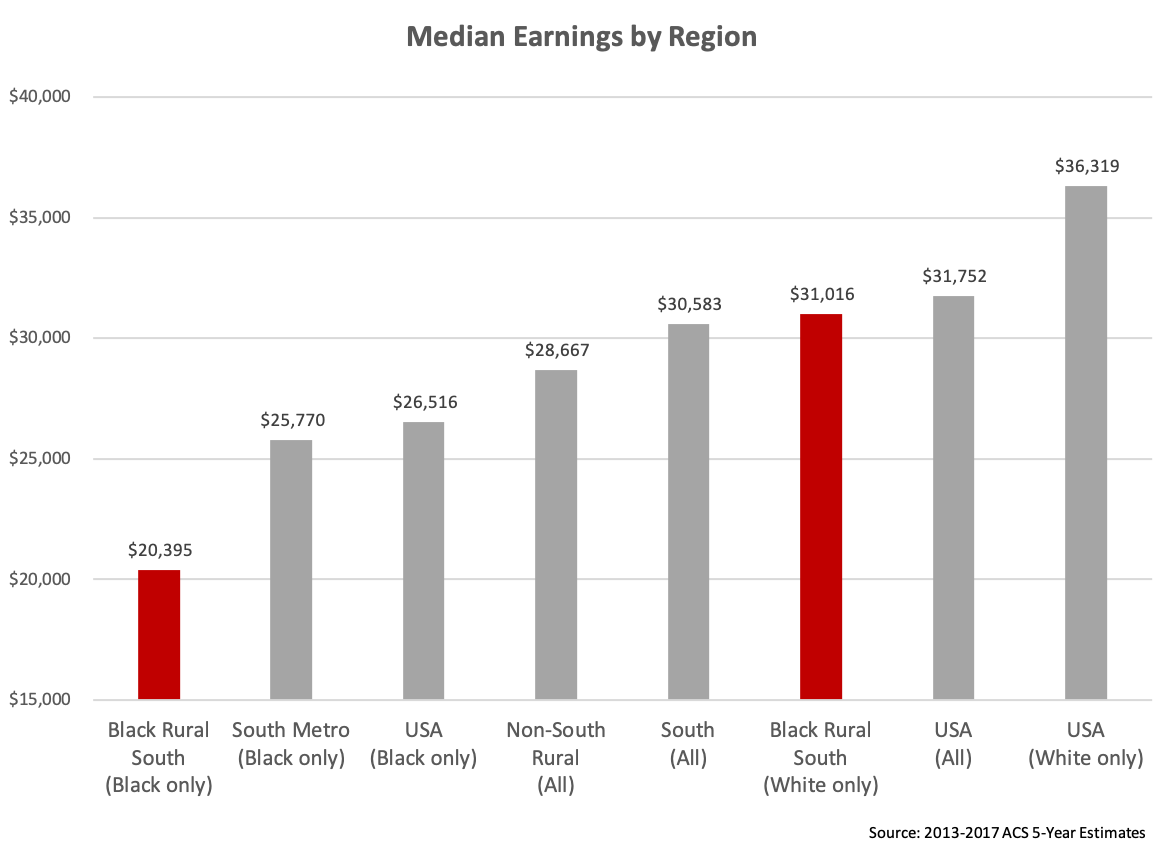 Median Earnings by Region
$40,000
$35,000
$30,000
$25,000
$20,000
$15,000
$20,395
$25,770
$26,516
$28,667
$30,583
$31,016
$31,752
$36,319
Black Rural
South
(Black only)
South Metro
(Black only)
USA
(Black only)
Non-South
Rural
(All)
South
(All)
Black Rural
South
(White only)
USA
(All)
USA
(White only)
Source: 2013-2017 ACS 5-Year Estimates